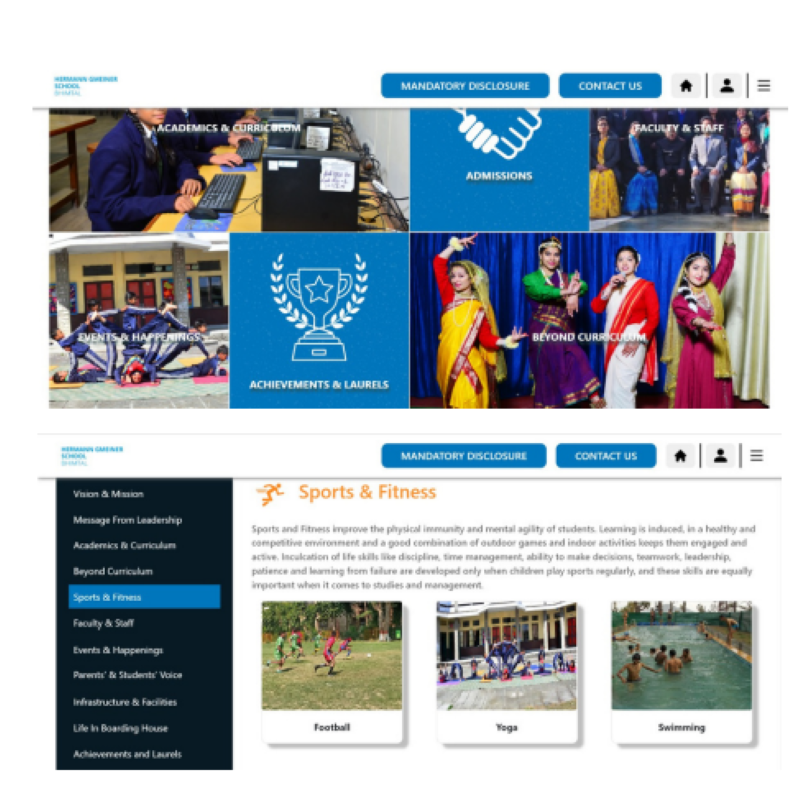 HERMANN GMEINER
SCHOOL
BHIMTAL
MANDATORY DISCLOSURE
CONTACT US
ACADEMICS & CURRICULUM
ADMISSIONS
FACULTY & STAFF
EVENTS & HAPPENINGS
ACHIEVEMENTS & LAURELS
BEYOND CURRICULUM
HERMANN GMEINER
SCHOOL
BHIMTAL
MANDATORY DISCLOSURE
CONTACT US
Vision & Mission
Message From Leadership
Academics & Curriculum
Beyond Curriculum
Sports & Fitness
Faculty & Staff
Events & Happenings
Parents' & Students' Voice
Infrastructure & Facilities
Life In Boarding House
Achievements and Laurels
Sports & Fitness
Sports and Fitness improve the physical immunity and mental agility of students. Learning is induced, in a healthy and
competitive environment and a good combination of outdoor games and indoor activities keeps them engaged and
active. Inculcation of life skills like discipline, time management, ability to make decisions, teamwork, leadership,
patience and learning from failure are developed only when children play sports regularly, and these skills are equally
important when it comes to studies and management.
Football
Yoga
Swimming